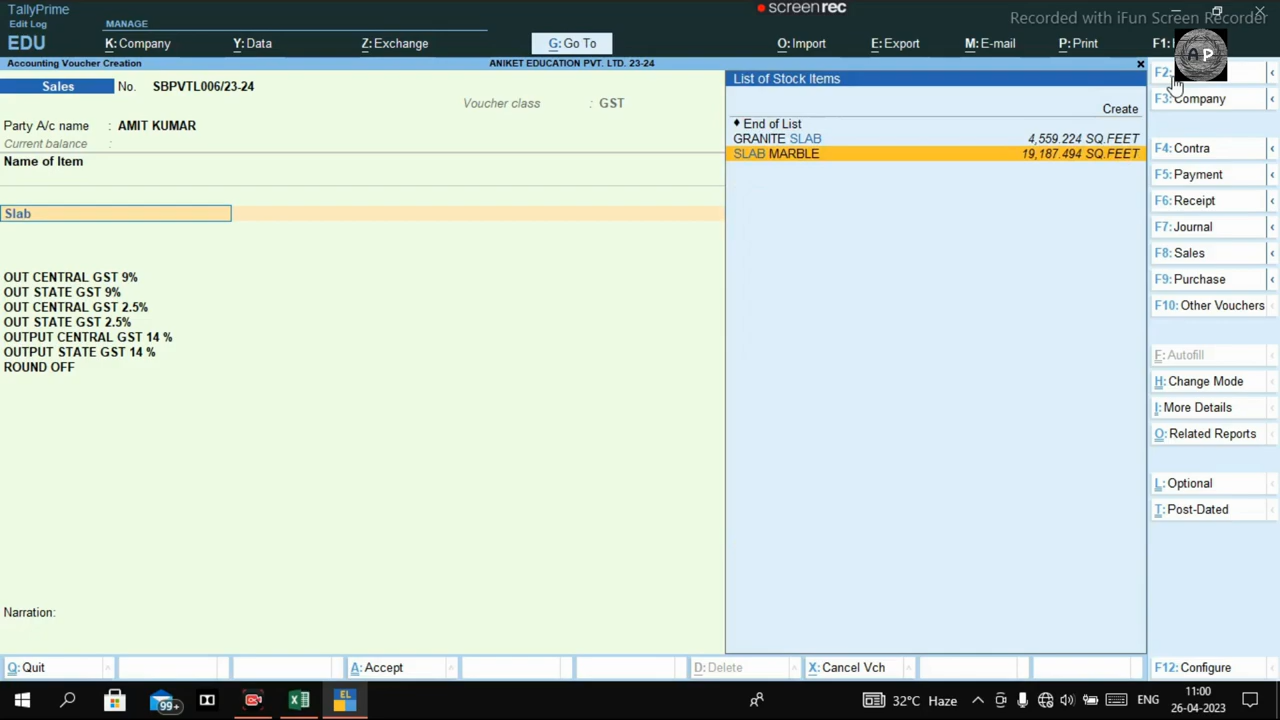 TallyPrime
Edit Log
EDU
MANAGE
K: Company
Y: Data
Z: Exchange
G: Go To
O: Import
E: Export
M: E-mail
P: Print
F1:
screenrec
Recorded with iFun Screen Recorder
AP
Accounting Voucher Creation
ANIKET EDUCATION PVT. LTD. 23-24
Sales No. SBPVTL006/23-24
Voucher class : GST
Party A/c name : AMIT KUMAR
Current balance :
Name of Item
Slab
OUT CENTRAL GST 9%
OUT STATE GST 9%
OUT CENTRAL GST 2.5%
OUT STATE GST 2.5%
OUTPUT CENTRAL GST 14 %
OUTPUT STATE GST 14 %
ROUND OFF
Narration:
List of Stock Items
Create
♦ End of List
GRANITE SLAB 4,559.224 SQ.FEET
SLAB MARBLE 19,187.494 SQ.FEET
F2:
F3: Company
F4: Contra
F5: Payment
F6: Receipt
F7: Journal
F8: Sales
F9: Purchase
F10: Other Vouchers
F: Autofill
H: Change Mode
I: More Details
O: Related Reports
L: Optional
T: Post-Dated
Q: Quit
A: Accept
D: Delete
X: Cancel Vch
F12: Configure
99+
EL
32°C Haze
ENG
11:00
26-04-2023